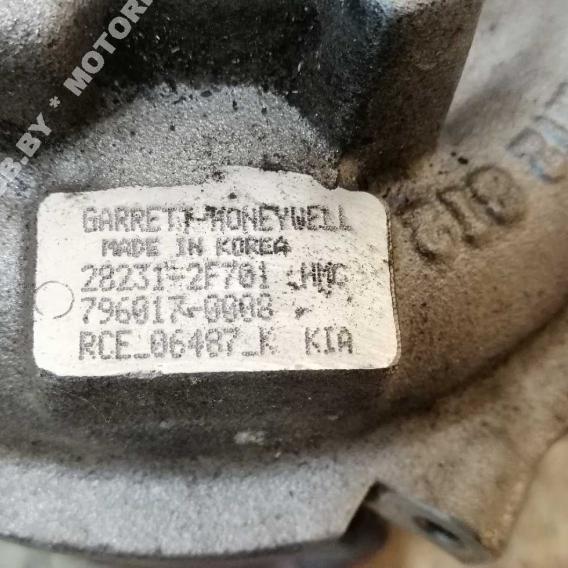 GARRETT-HONEYWELL
MADE IN KOREA
28231-2F701 HMC
796017-0008
RCE_06487_K KIA